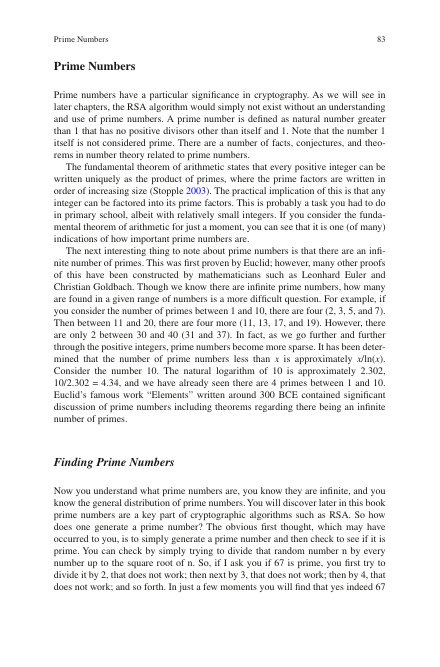 Prime Numbers 83
Prime Numbers
Prime numbers have a particular significance in cryptography. As we will see in
later chapters, the RSA algorithm would simply not exist without an understanding
and use of prime numbers. A prime number is defined as natural number greater
than 1 that has no positive divisors other than itself and 1. Note that the number 1
itself is not considered prime. There are a number of facts, conjectures, and theo-
rems in number theory related to prime numbers.
The fundamental theorem of arithmetic states that every positive integer can be
written uniquely as the product of primes, where the prime factors are written in
order of increasing size (Stopple 2003). The practical implication of this is that any
integer can be factored into its prime factors. This is probably a task you had to do
in primary school, albeit with relatively small integers. If you consider the funda-
mental theorem of arithmetic for just a moment, you can see that it is one (of many)
indications of how important prime numbers are.
The next interesting thing to note about prime numbers is that there are an infi-
nite number of primes. This was first proven by Euclid; however, many other proofs
of this have been constructed by mathematicians such as Leonhard Euler and
Christian Goldbach. Though we know there are infinite prime numbers, how many
are found in a given range of numbers is a more difficult question. For example, if
you consider the number of primes between 1 and 10, there are four (2, 3, 5, and 7).
Then between 11 and 20, there are four more (11, 13, 17, and 19). However, there
are only 2 between 30 and 40 (31 and 37). In fact, as we go further and further
through the positive integers, prime numbers become more sparse. It has been deter-
mined that the number of prime numbers less than x is approximately x/ln(x).
Consider the number 10. The natural logarithm of 10 is approximately 2.302,
10/2.302 = 4.34, and we have already seen there are 4 primes between 1 and 10.
Euclid's famous work “Elements” written around 300 BCE contained significant
discussion of prime numbers including theorems regarding there being an infinite
number of primes.
Finding Prime Numbers
Now you understand what prime numbers are, you know they are infinite, and you
know the general distribution of prime numbers. You will discover later in this book
prime numbers are a key part of cryptographic algorithms such as RSA. So how
does one generate a prime number? The obvious first thought, which may have
occurred to you, is to simply generate a prime number and then check to see if it is
prime. You can check by simply trying to divide that random number n by every
number up to the square root of n. So, if I ask you if 67 is prime, you first try to
divide it by 2, that does not work; then next by 3, that does not work; then by 4, that
does not work; and so forth. In just a few moments you will find that yes indeed 67